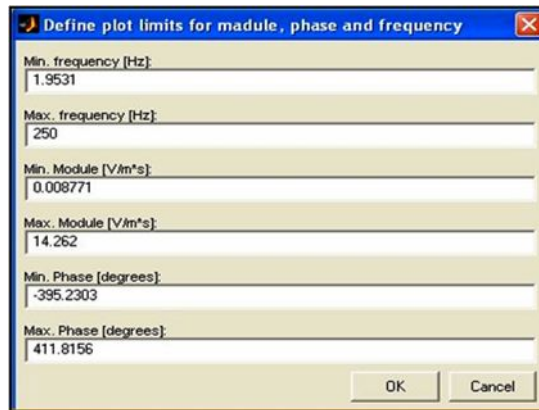 Define plot limits for madule, phase and frequency
Min. frequency [Hz]:
1.9531
Max. frequency [Hz]:
250
Min. Module [V/m*s]:
0.008771
Max. Module [V/m*s]:
14.262
Min. Phase [degrees]:
-395.2303
Max. Phase [degrees]:
411.8156
OK Cancel